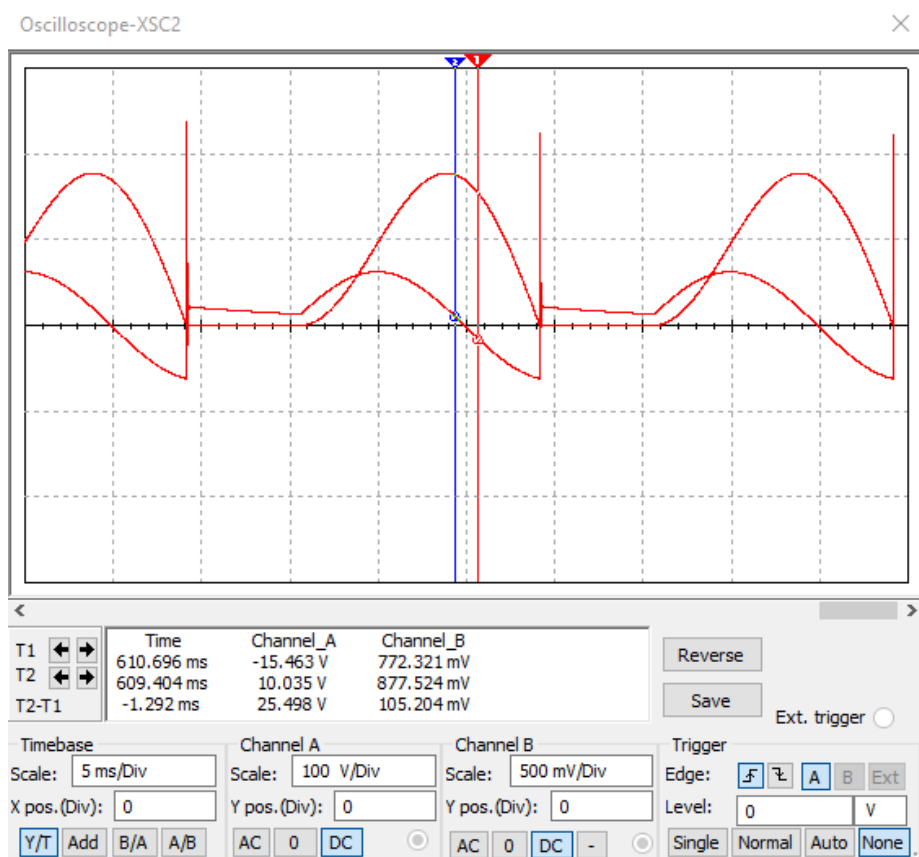 Oscilloscope-XSC2
2 1
Time Channel_A Channel_B
T1 610.696 ms -15.463 V 772.321 mV
T2 609.404 ms 10.035 V 877.524 mV
T2-T1 -1.292 ms 25.498 V 105.204 mV
Reverse
Save
Ext. trigger
Timebase
Scale: 5 ms/Div
X pos.(Div): 0
Y/T Add B/A A/B
Channel A
Scale: 100 V/Div
Y pos.(Div): 0
AC 0 DC
Channel B
Scale: 500 mV/Div
Y pos.(Div): 0
AC 0 DC -
Trigger
Edge: A B Ext
Level: 0 V
Single Normal Auto None